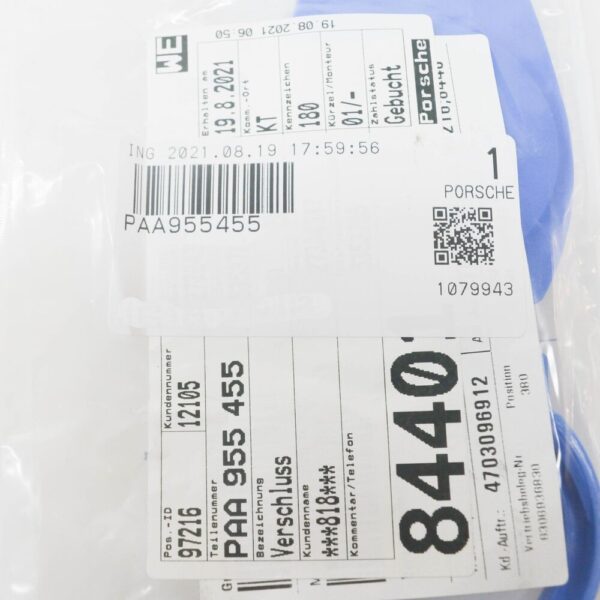 WE
Erhalten am
19.8.2021
19 08.2021 06:50
Komm.-Ort
KT
Kennzeichen
180
Kürzel/Monteur
01/-
Zahlstatus
Gebucht
Porsche
ING 2021.08.19 17:59:56
PAA955455
1
PORSCHE
1079943
Pos.-ID
97216
Kundennummer
12105
Teilenummer
PAA 955 455
Bezeichnung
Verschluss
Kundenname
***818***
Kommentar/Telefon
8440
Kd.-Auftr.: 4703096912
Position
380
Vertriebsbeleg-Nr